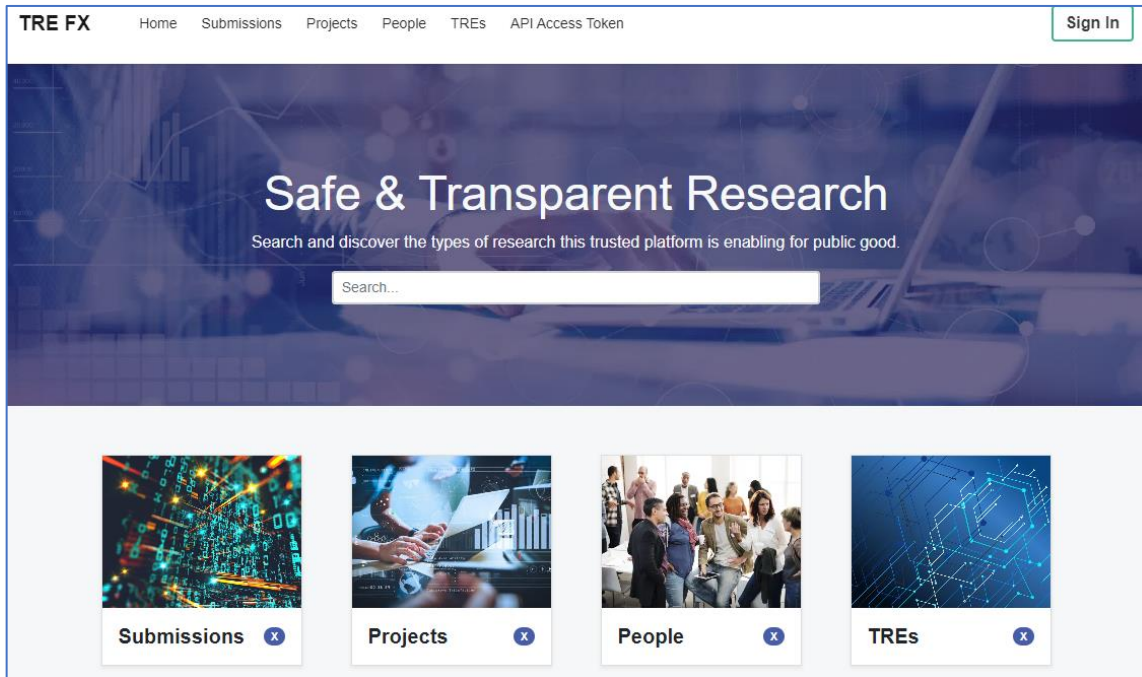 TRE FX Home Submissions Projects People TREs API Access Token Sign In
Safe & Transparent Research
Search and discover the types of research this trusted platform is enabling for public good.
Search...
Submissions X Projects X People X TREs X